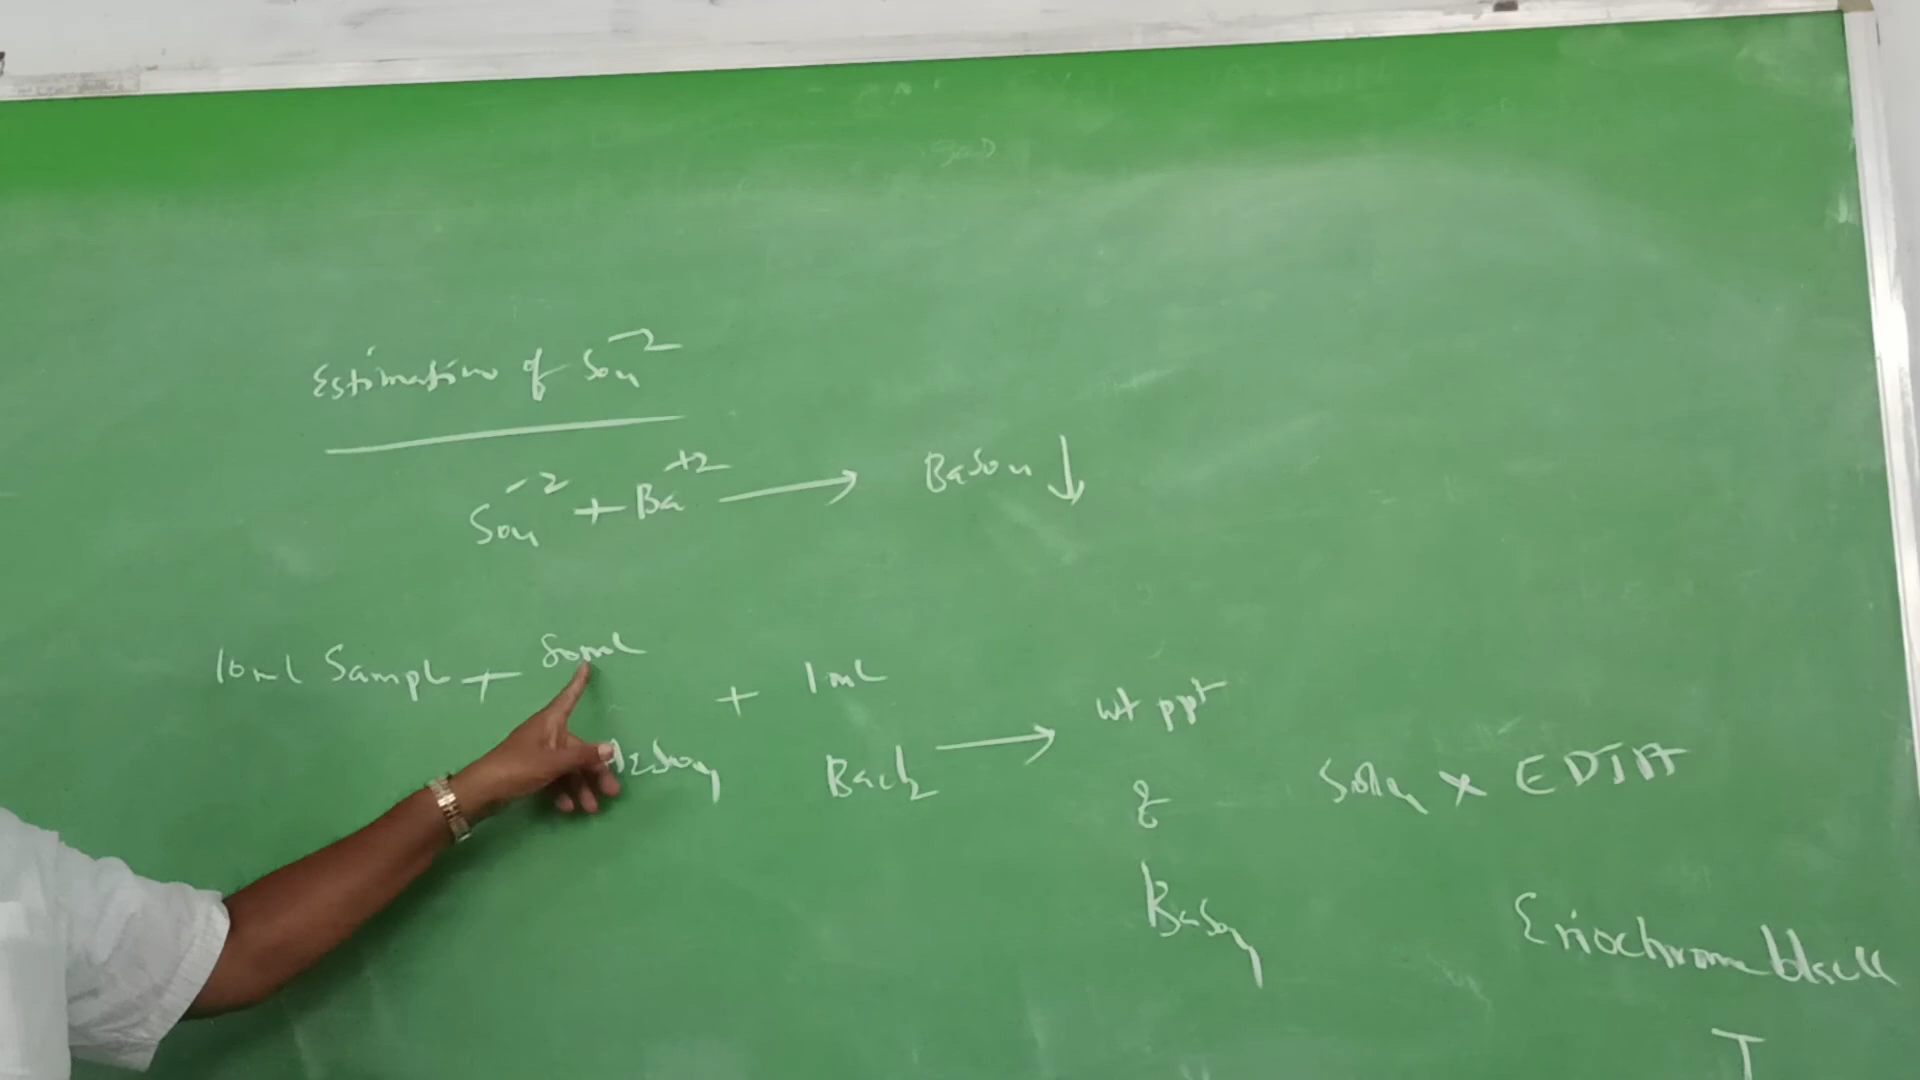 Estimation of SO4-2
SO4-2 + Ba+2 → BaSO4 ↓
10ml Sample + 50ml + 1ml → wt ppt
H2SO4 BaCl2 & Soln × EDTA
BaSO4 Eriochrome black
T